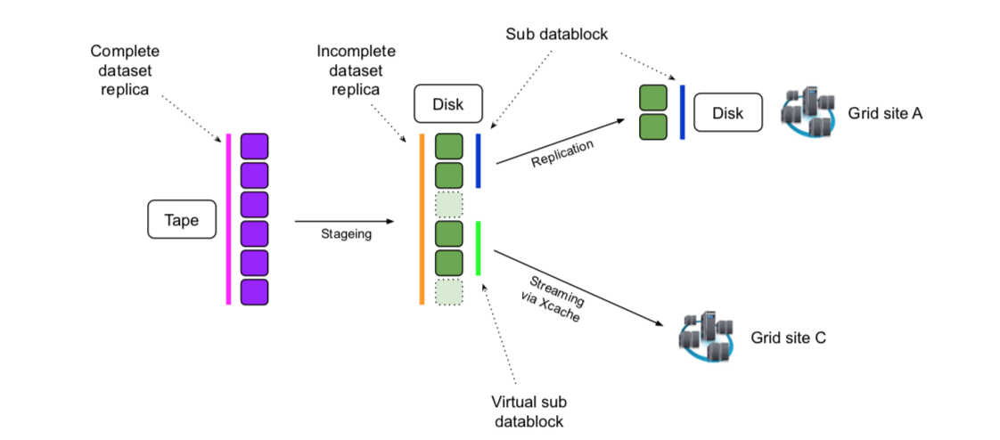 Complete
dataset
replica
Incomplete
dataset
replica
Sub datablock
Disk
Disk
Grid site A
Replication
Tape
Stageing
Streaming
via Xcache
Grid site C
Virtual sub
datablock